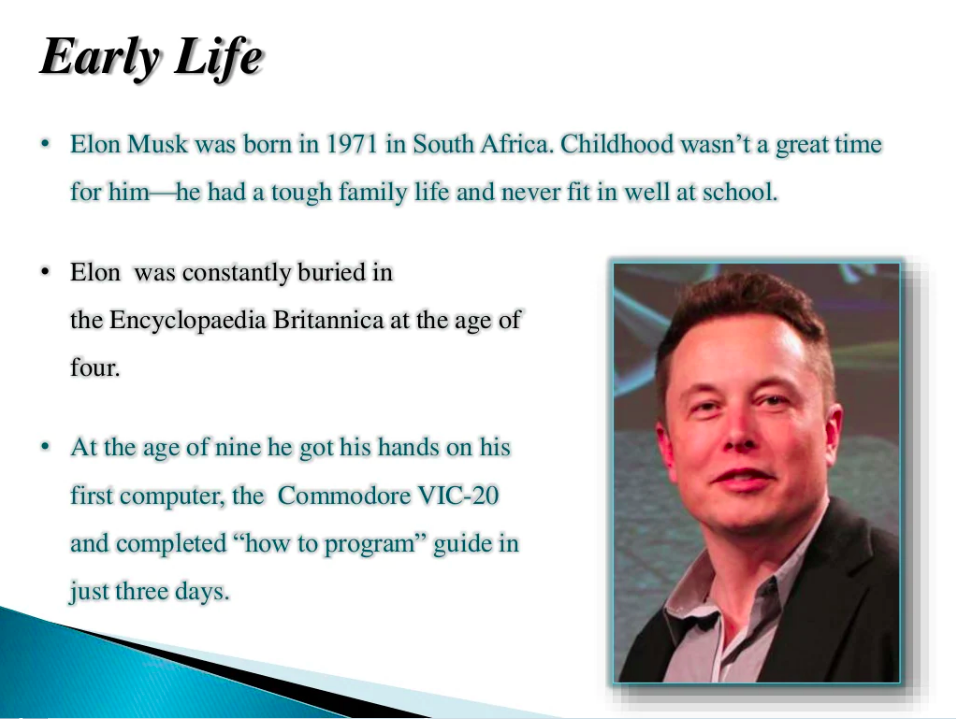 Early Life
• Elon Musk was born in 1971 in South Africa. Childhood wasn’t a great time
for him—he had a tough family life and never fit in well at school.
• Elon  was constantly buried in
the Encyclopaedia Britannica at the age of
four.
• At the age of nine he got his hands on his
first computer, the  Commodore VIC-20
and completed “how to program” guide in
just three days.